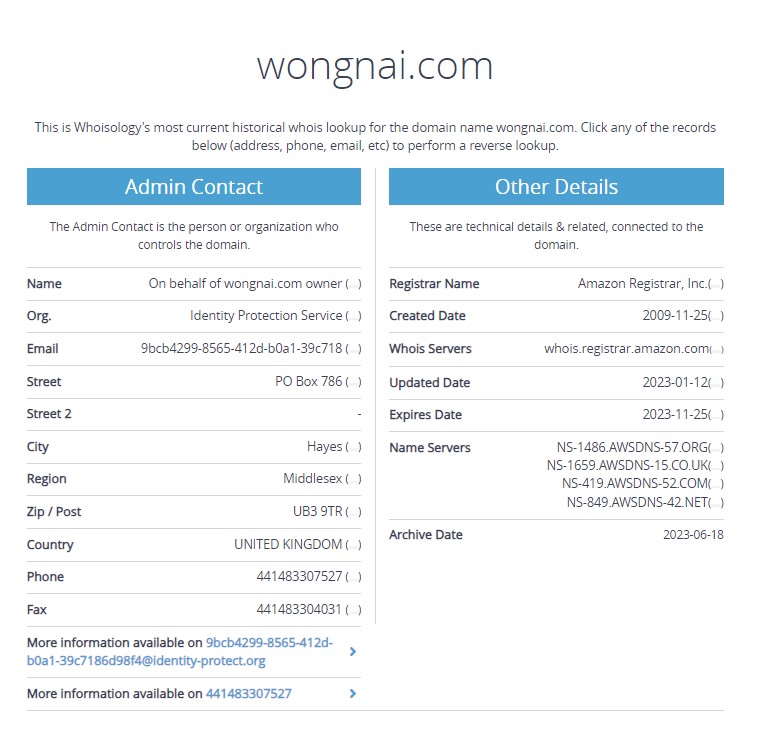 wongnai.com
This is Whoisology's most current historical whois lookup for the domain name wongnai.com. Click any of the records
below (address, phone, email, etc) to perform a reverse lookup.
Admin Contact
The Admin Contact is the person or organization who
controls the domain.
Name On behalf of wongnai.com owner (...)
Org. Identity Protection Service (...)
Email 9bcb4299-8565-412d-b0a1-39c718 (...)
Street PO Box 786 (...)
Street 2 -
City Hayes (...)
Region Middlesex (...)
Zip / Post UB3 9TR (...)
Country UNITED KINGDOM (...)
Phone 441483307527 (...)
Fax 441483304031 (...)
More information available on 9bcb4299-8565-412d-
b0a1-39c7186d98f4@identity-protect.org
More information available on 441483307527
Other Details
These are technical details & related, connected to the
domain.
Registrar Name Amazon Registrar, Inc.(...)
Created Date 2009-11-25(...)
Whois Servers whois.registrar.amazon.com(...)
Updated Date 2023-01-12(...)
Expires Date 2023-11-25(...)
Name Servers NS-1486.AWSDNS-57.ORG(...)
NS-1659.AWSDNS-15.CO.UK(...)
NS-419.AWSDNS-52.COM(...)
NS-849.AWSDNS-42.NET(...)
Archive Date 2023-06-18